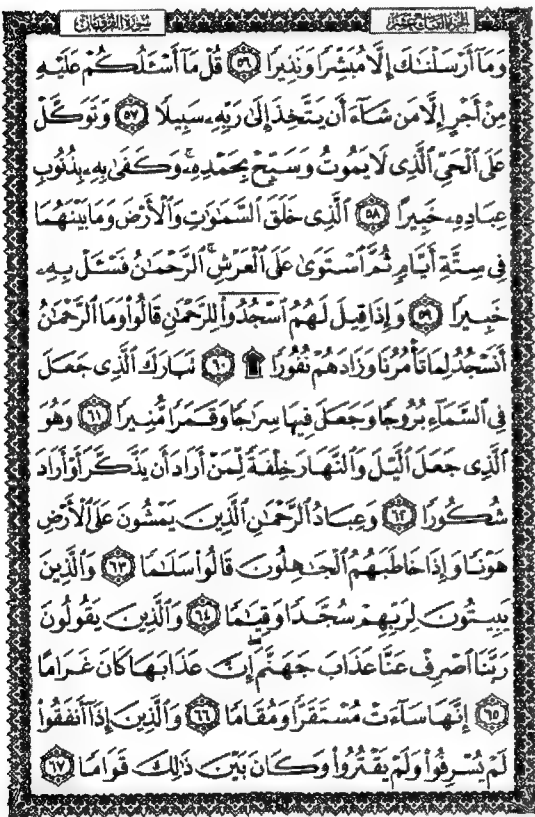 الجزء التاسع عشر
سورة الفرقان
وَمَآ أَرْسَلْنَٰكَ إِلَّا مُبَشِّرًا وَنَذِيرًا ٥٦ قُلْ مَآ أَسْـَٔلُكُمْ عَلَيْهِ
مِنْ أَجْرٍ إِلَّا مَن شَآءَ أَن يَتَّخِذَ إِلَىٰ رَبِّهِۦ سَبِيلًا ٥٧ وَتَوَكَّلْ
عَلَى ٱلْحَىِّ ٱلَّذِى لَا يَمُوتُ وَسَبِّحْ بِحَمْدِهِۦ ۚ وَكَفَىٰ بِهِۦ بِذُنُوبِ
عِبَادِهِۦ خَبِيرًا ٥٨ ٱلَّذِى خَلَقَ ٱلسَّمَٰوَٰتِ وَٱلْأَرْضَ وَمَا بَيْنَهُمَا
فِى سِتَّةِ أَيَّامٍ ثُمَّ ٱسْتَوَىٰ عَلَى ٱلْعَرْشِ ۚ ٱلرَّحْمَٰنُ فَسْـَٔلْ بِهِۦ
خَبِيرًا ٥٩ وَإِذَا قِيلَ لَهُمُ ٱسْجُدُوا۟ لِلرَّحْمَٰنِ قَالُوا۟ وَمَا ٱلرَّحْمَٰنُ
أَنَسْجُدُ لِمَا تَأْمُرُنَا وَزَادَهُمْ نُفُورًا ۩ ٦٠ تَبَارَكَ ٱلَّذِى جَعَلَ
فِى ٱلسَّمَآءِ بُرُوجًا وَجَعَلَ فِيهَا سِرَٰجًا وَقَمَرًا مُّنِيرًا ٦١ وَهُوَ
ٱلَّذِى جَعَلَ ٱلَّيْلَ وَٱلنَّهَارَ خِلْفَةً لِّمَنْ أَرَادَ أَن يَذَّكَّرَ أَوْ أَرَادَ
شُكُورًا ٦٢ وَعِبَادُ ٱلرَّحْمَٰنِ ٱلَّذِينَ يَمْشُونَ عَلَى ٱلْأَرْضِ
هَوْنًا وَإِذَا خَاطَبَهُمُ ٱلْجَٰهِلُونَ قَالُوا۟ سَلَٰمًا ٦٣ وَٱلَّذِينَ
يَبِيتُونَ لِرَبِّهِمْ سُجَّدًا وَقِيَٰمًا ٦٤ وَٱلَّذِينَ يَقُولُونَ
رَبَّنَا ٱصْرِفْ عَنَّا عَذَابَ جَهَنَّمَ ۖ إِنَّ عَذَابَهَا كَانَ غَرَامًا
٦٥ إِنَّهَا سَآءَتْ مُسْتَقَرًّا وَمُقَامًا ٦٦ وَٱلَّذِينَ إِذَآ أَنفَقُوا۟
لَمْ يُسْرِفُوا۟ وَلَمْ يَقْتُرُوا۟ وَكَانَ بَيْنَ ذَٰلِكَ قَوَامًا ٦٧